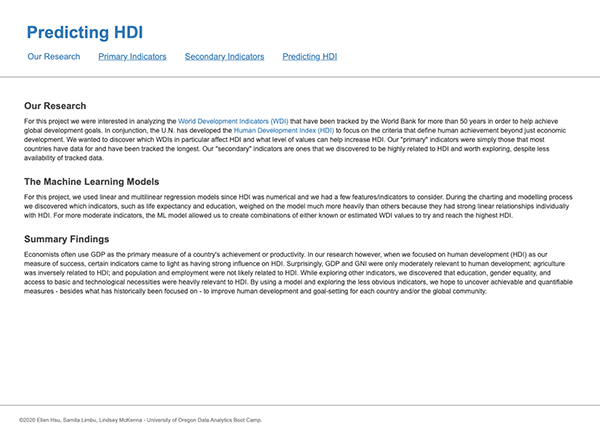 Predicting HDI
Our Research Primary Indicators Secondary Indicators Predicting HDI
Our Research
For this project we were interested in analyzing the World Development Indicators (WDI) that have been tracked by the World Bank for more than 50 years in order to help achieve
global development goals. In conjunction, the U.N. has developed the Human Development Index (HDI) to focus on the criteria that define human achievement beyond just economic
development. We wanted to discover which WDIs in particular affect HDI and what level of values can help increase HDI. Our "primary" indicators were simply those that most
countries have data for and have been tracked the longest. Our "secondary" indicators are ones that we discovered to be highly related to HDI and worth exploring, despite less
availability of tracked data.
The Machine Learning Models
For this project, we used linear and multilinear regression models since HDI was numerical and we had a few features/indicators to consider. During the charting and modelling process
we discovered which indicators, such as life expectancy and education, weighed on the model much more heavily than others because they had strong linear relationships individually
with HDI. For more moderate indicators, the ML model allowed us to create combinations of either known or estimated WDI values to try and reach the highest HDI.
Summary Findings
Economists often use GDP as the primary measure of a country's achievement or productivity. In our research however, when we focused on human development (HDI) as our
measure of success, certain indicators came to light as having strong influence on HDI. Surprisingly, GDP and GNI were only moderately relevant to human development; agriculture
was inversely related to HDI; and population and employment were not likely related to HDI. While exploring other indicators, we discovered that education, gender equality, and
access to basic and technological necessities were heavily relevant to HDI. By using a model and exploring the less obvious indicators, we hope to uncover achievable and quantifiable
measures - besides what has historically been focused on - to improve human development and goal-setting for each country and/or the global community.
©2020 Ellen Hsu, Samita Limbu, Lindsey McKenna - University of Oregon Data Analytics Boot Camp.